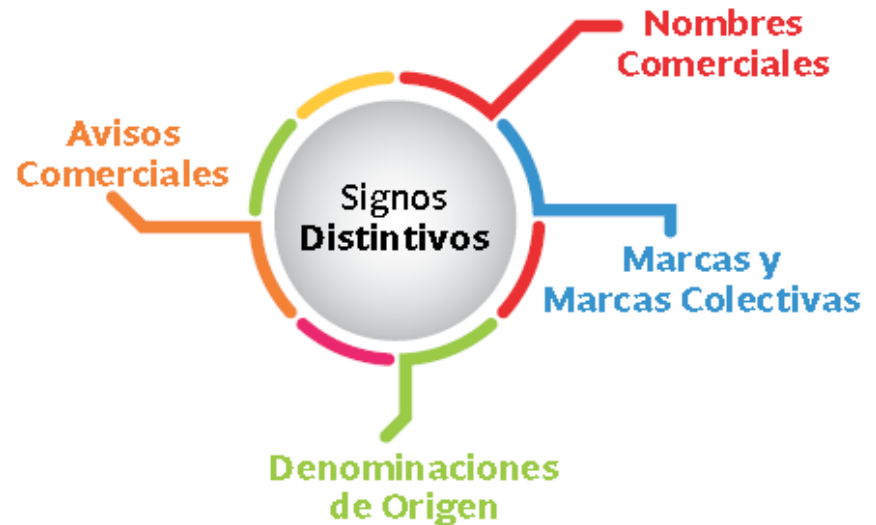 Nombres
Comerciales
Avisos
Comerciales
Signos
Distintivos
Marcas y
Marcas Colectivas
Denominaciones
de Origen